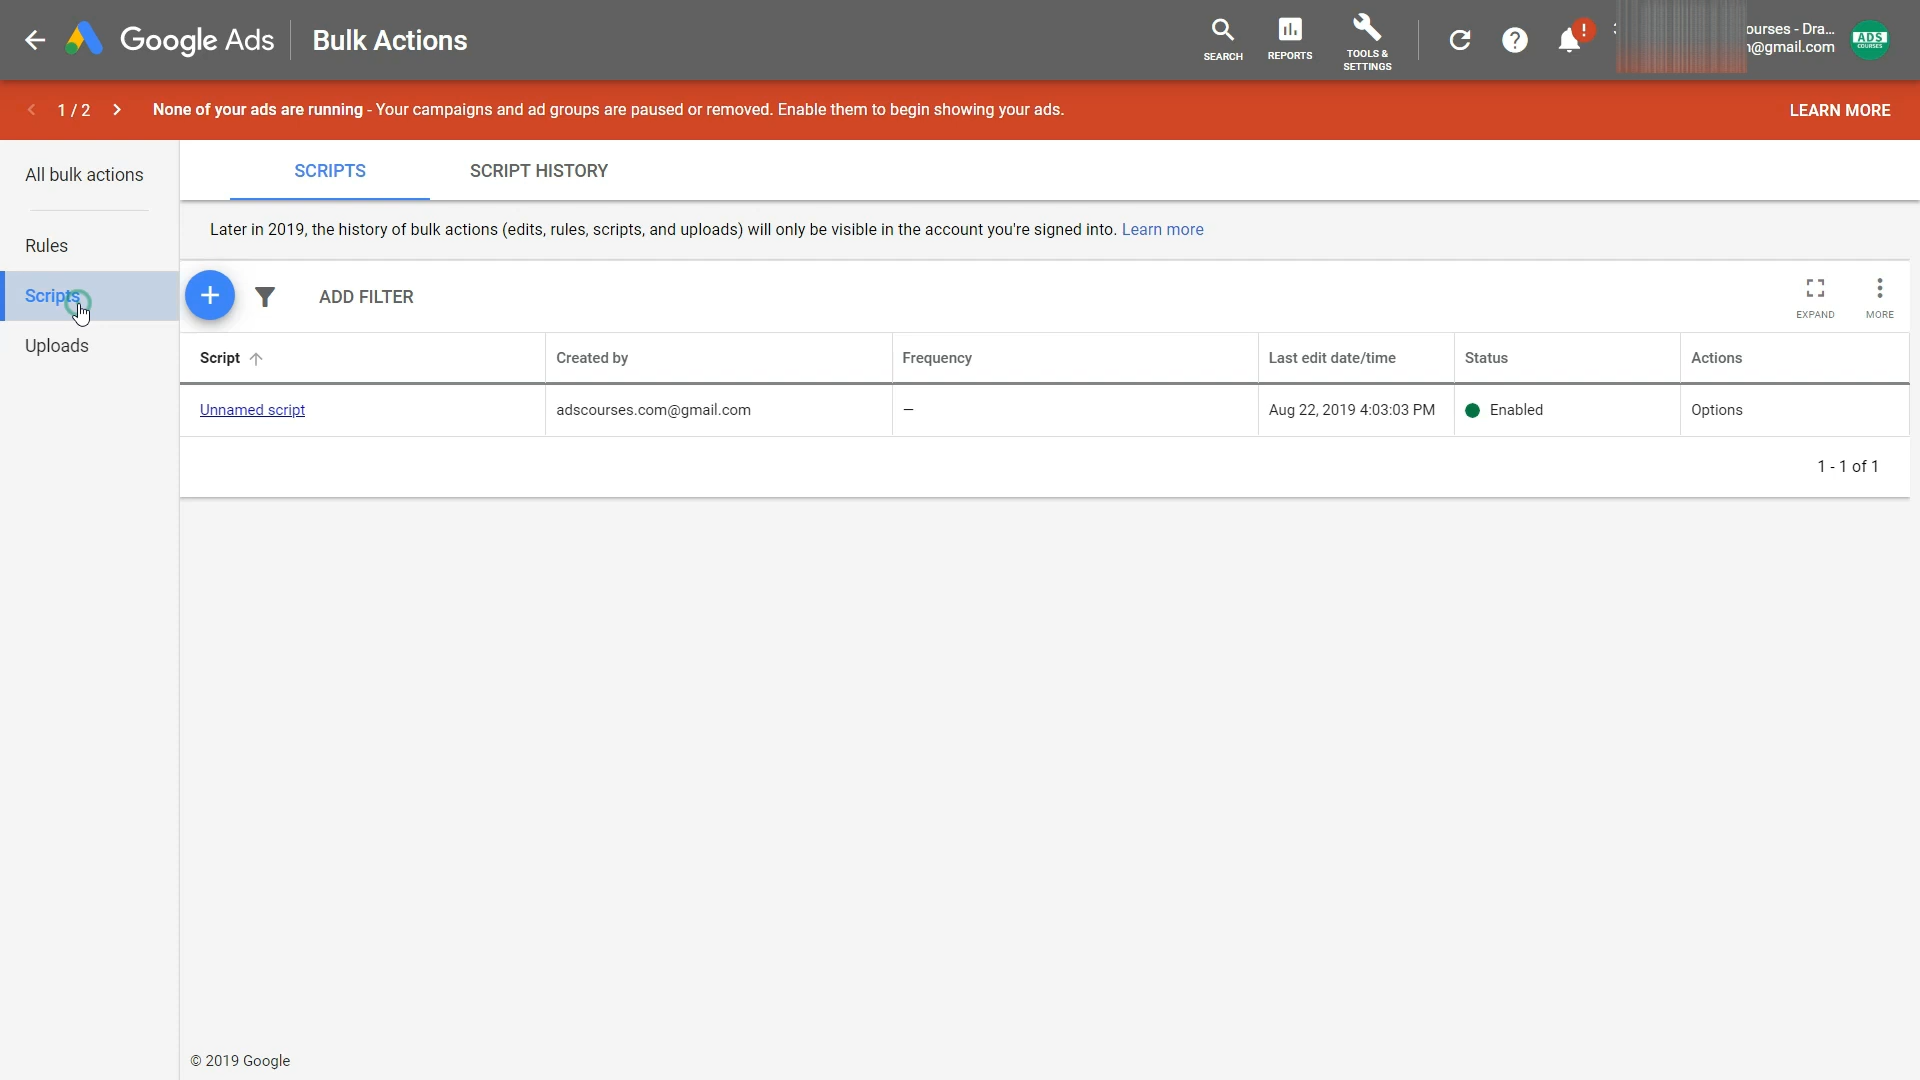 Google Ads
Bulk Actions
SEARCH
REPORTS
TOOLS &
SETTINGS
?
!
Dra...
@gmail.com
ADS
COURSES
1 / 2
None of your ads are running - Your campaigns and ad groups are paused or removed. Enable them to begin showing your ads.
LEARN MORE
All bulk actions
Rules
Scripts
Uploads
SCRIPTS
SCRIPT HISTORY
Later in 2019, the history of bulk actions (edits, rules, scripts, and uploads) will only be visible in the account you're signed into. Learn more
+
ADD FILTER
EXPAND
MORE
Script
Created by
Frequency
Last edit date/time
Status
Actions
Unnamed script
adscourses.com@gmail.com
—
Aug 22, 2019 4:03:03 PM
Enabled
Options
1 - 1 of 1
© 2019 Google